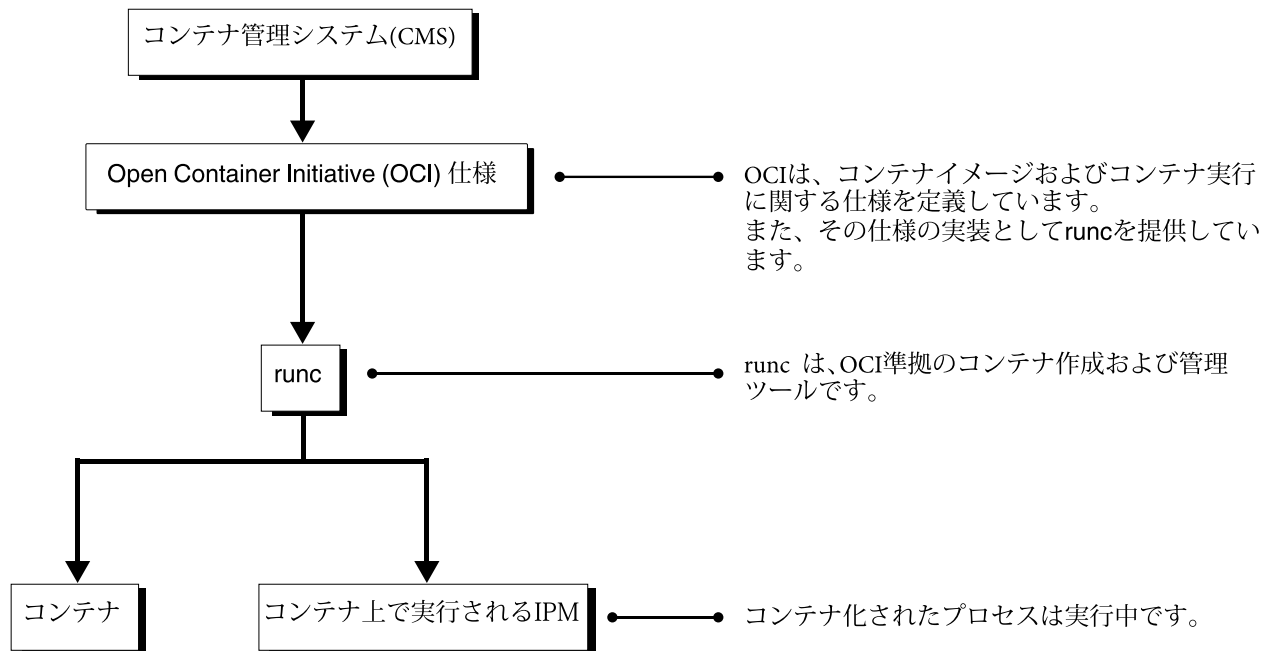 コンテナ管理システム(CMS)
Open Container Initiative (OCI) 仕様
OCIは、コンテナイメージおよびコンテナ実行
に関する仕様を定義しています。
また、その仕様の実装としてruncを提供してい
ます。
runc
runc は、OCI準拠のコンテナ作成および管理
ツールです。
コンテナ
コンテナ上で実行されるIPM
コンテナ化されたプロセスは実行中です。